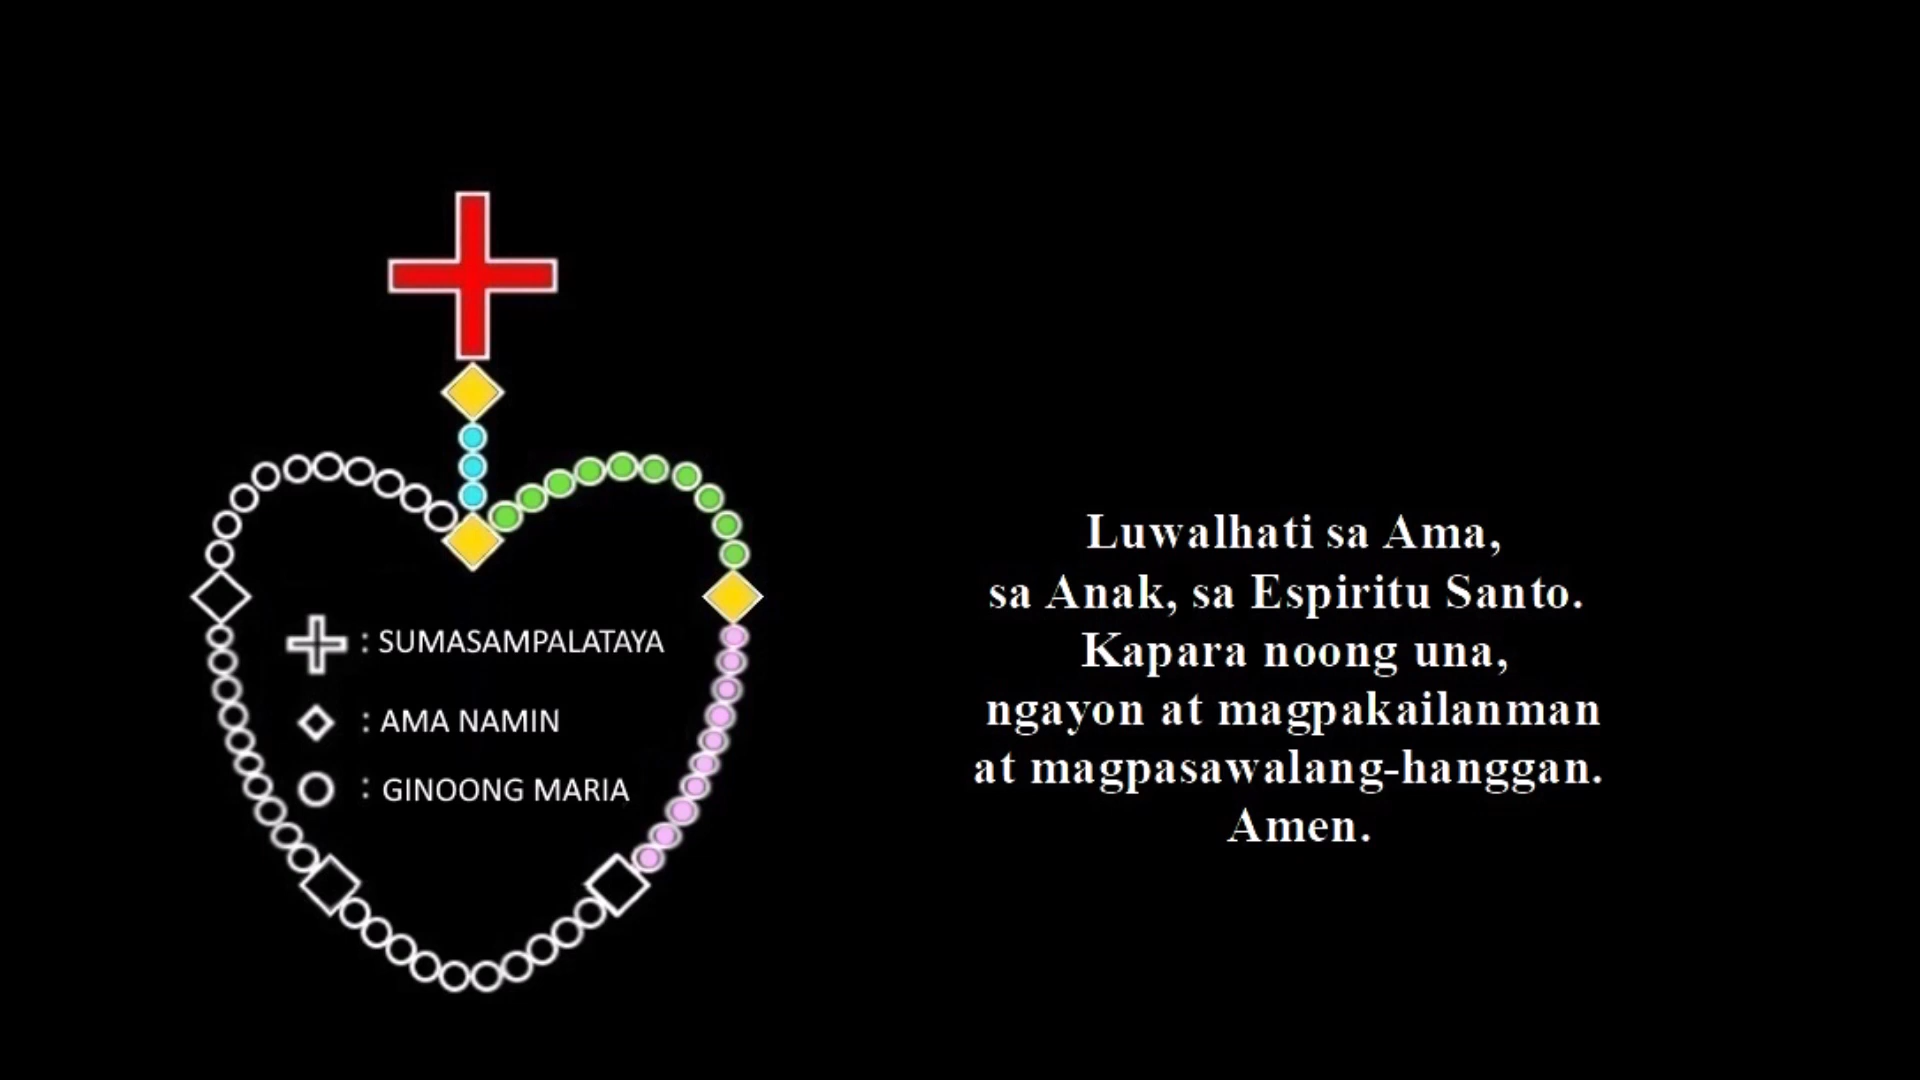 : SUMASAMPALATAYA
: AMA NAMIN
: GINOONG MARIA
Luwalhati sa Ama,
sa Anak, sa Espiritu Santo.
Kapara noong una,
ngayon at magpakailanman
at magpasawalang-hanggan.
Amen.